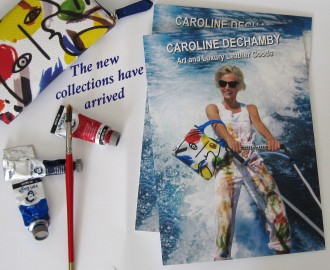 CAROLINE DECHAMBY
CAROLINE DECHAMBY
Art and Luxury Leather Goods
The new
collections have
arrived